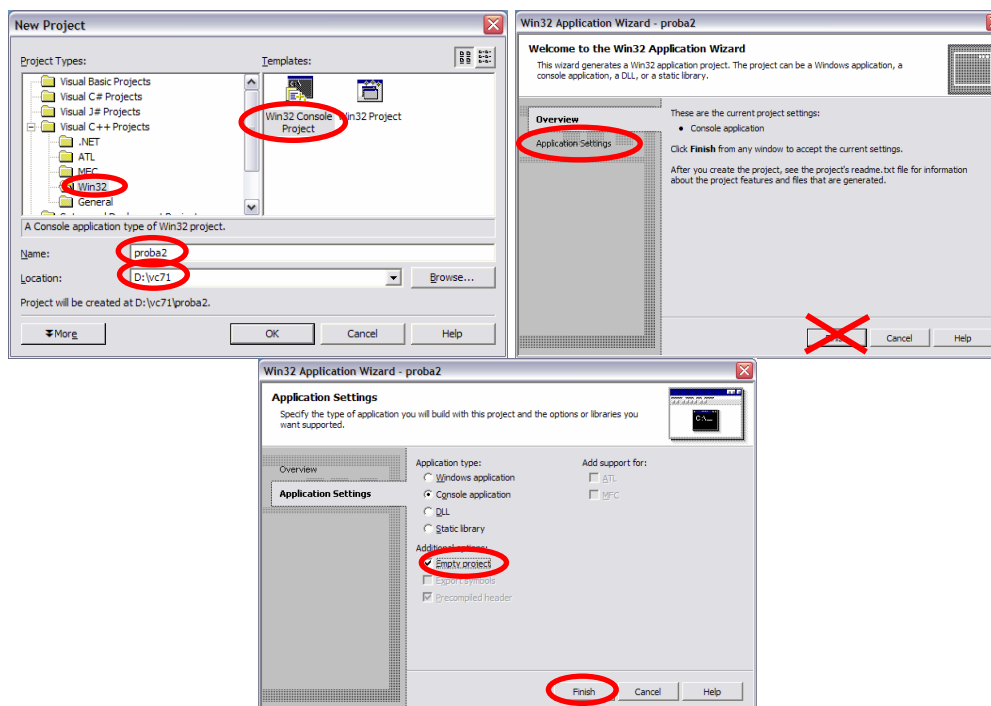 New Project
Project Types:
Templates:
Visual Basic Projects
Visual C# Projects
Visual J# Projects
Visual C++ Projects
.NET
ATL
MFC
Win32
General
Win32 Console
Project
Win32 Project
A Console application type of Win32 project.
Name:
proba2
Location:
D:\vc71
Browse...
Project will be created at D:\vc71\proba2.
More
OK
Cancel
Help
Win32 Application Wizard - proba2
Welcome to the Win32 Application Wizard
This wizard generates a Win32 application project. The project can be a Windows application, a
console application, a DLL, or a static library.
Overview
Application Settings
These are the current project settings:
• Console application
Click Finish from any window to accept the current settings.
After you create the project, see the project's readme.txt file for information
about the project features and files that are generated.
Cancel
Help
Win32 Application Wizard - proba2
Application Settings
Specify the type of application you will build with this project and the options or libraries you
want supported.
C:\
Overview
Application Settings
Application type:
Windows application
Console application
DLL
Static library
Additional options:
Empty project
Export symbols
Precompiled header
Add support for:
ATL
MFC
Finish
Cancel
Help